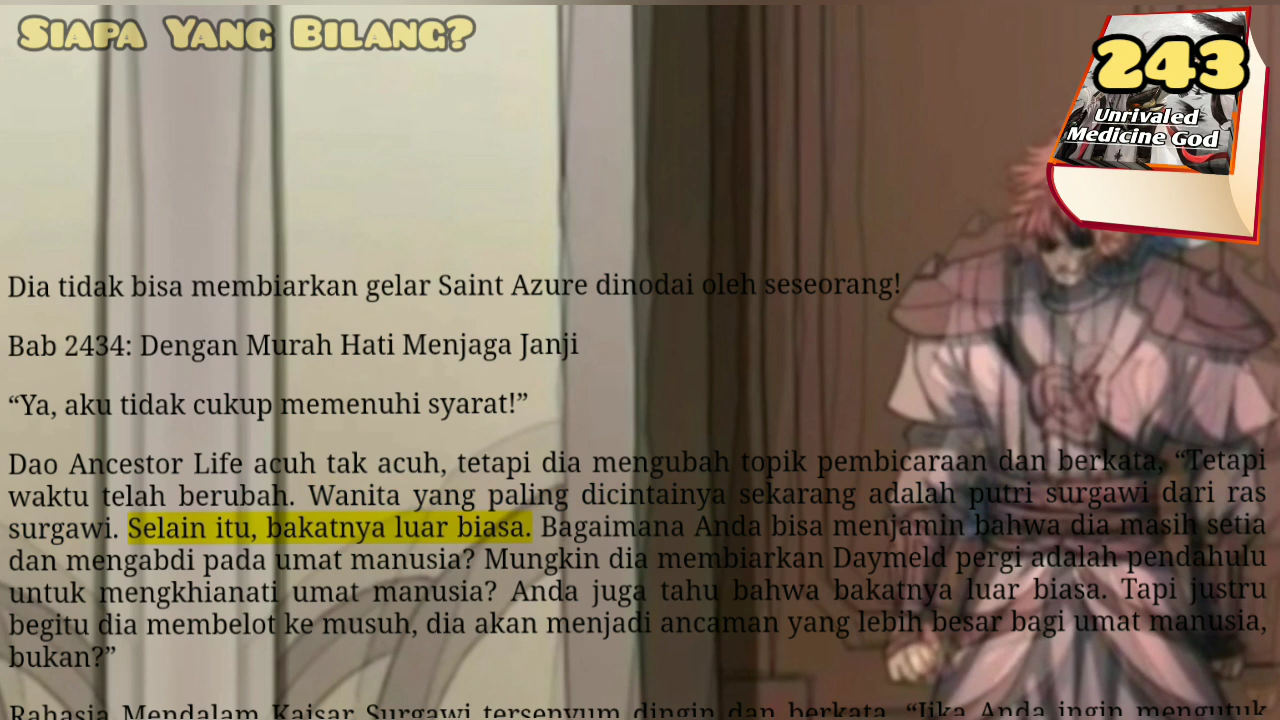 Siapa Yang Bilang?
243
Unrivaled
Medicine God
Dia tidak bisa membiarkan gelar Saint Azure dinodai oleh seseorang!
Bab 2434: Dengan Murah Hati Menjaga Janji
“Ya, aku tidak cukup memenuhi syarat!”
Dao Ancestor Life acuh tak acuh, tetapi dia mengubah topik pembicaraan dan berkata, “Tetapi
waktu telah berubah. Wanita yang paling dicintainya sekarang adalah putri surgawi dari ras
surgawi. Selain itu, bakatnya luar biasa. Bagaimana Anda bisa menjamin bahwa dia masih setia
dan mengabdi pada umat manusia? Mungkin dia membiarkan Daymeld pergi adalah pendahulu
untuk mengkhianati umat manusia? Anda juga tahu bahwa bakatnya luar biasa. Tapi justru
begitu dia membelot ke musuh, dia akan menjadi ancaman yang lebih besar bagi umat manusia,
bukan?”
Rahasia Mendalam Kaisar Surgawi tersenyum dingin dan berkata, “Jika Anda ingin mengutuk